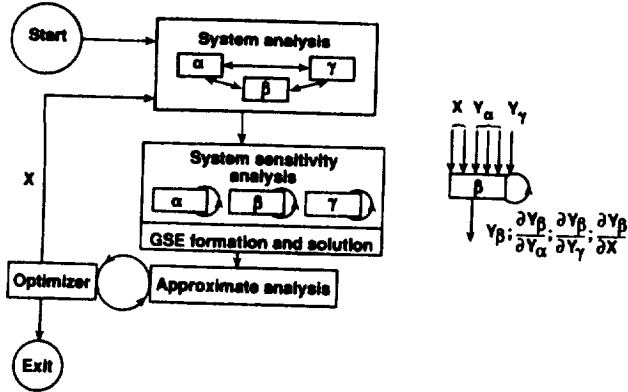 Start
System analysis
α
γ
β
X
System sensitivity
analysis
α
β
γ
GSE formation and solution
Optimizer
Approximate analysis
Exit
X Yα Yγ
β
Yβ; ∂Yβ/∂Yα; ∂Yβ/∂Yγ; ∂Yβ/∂X